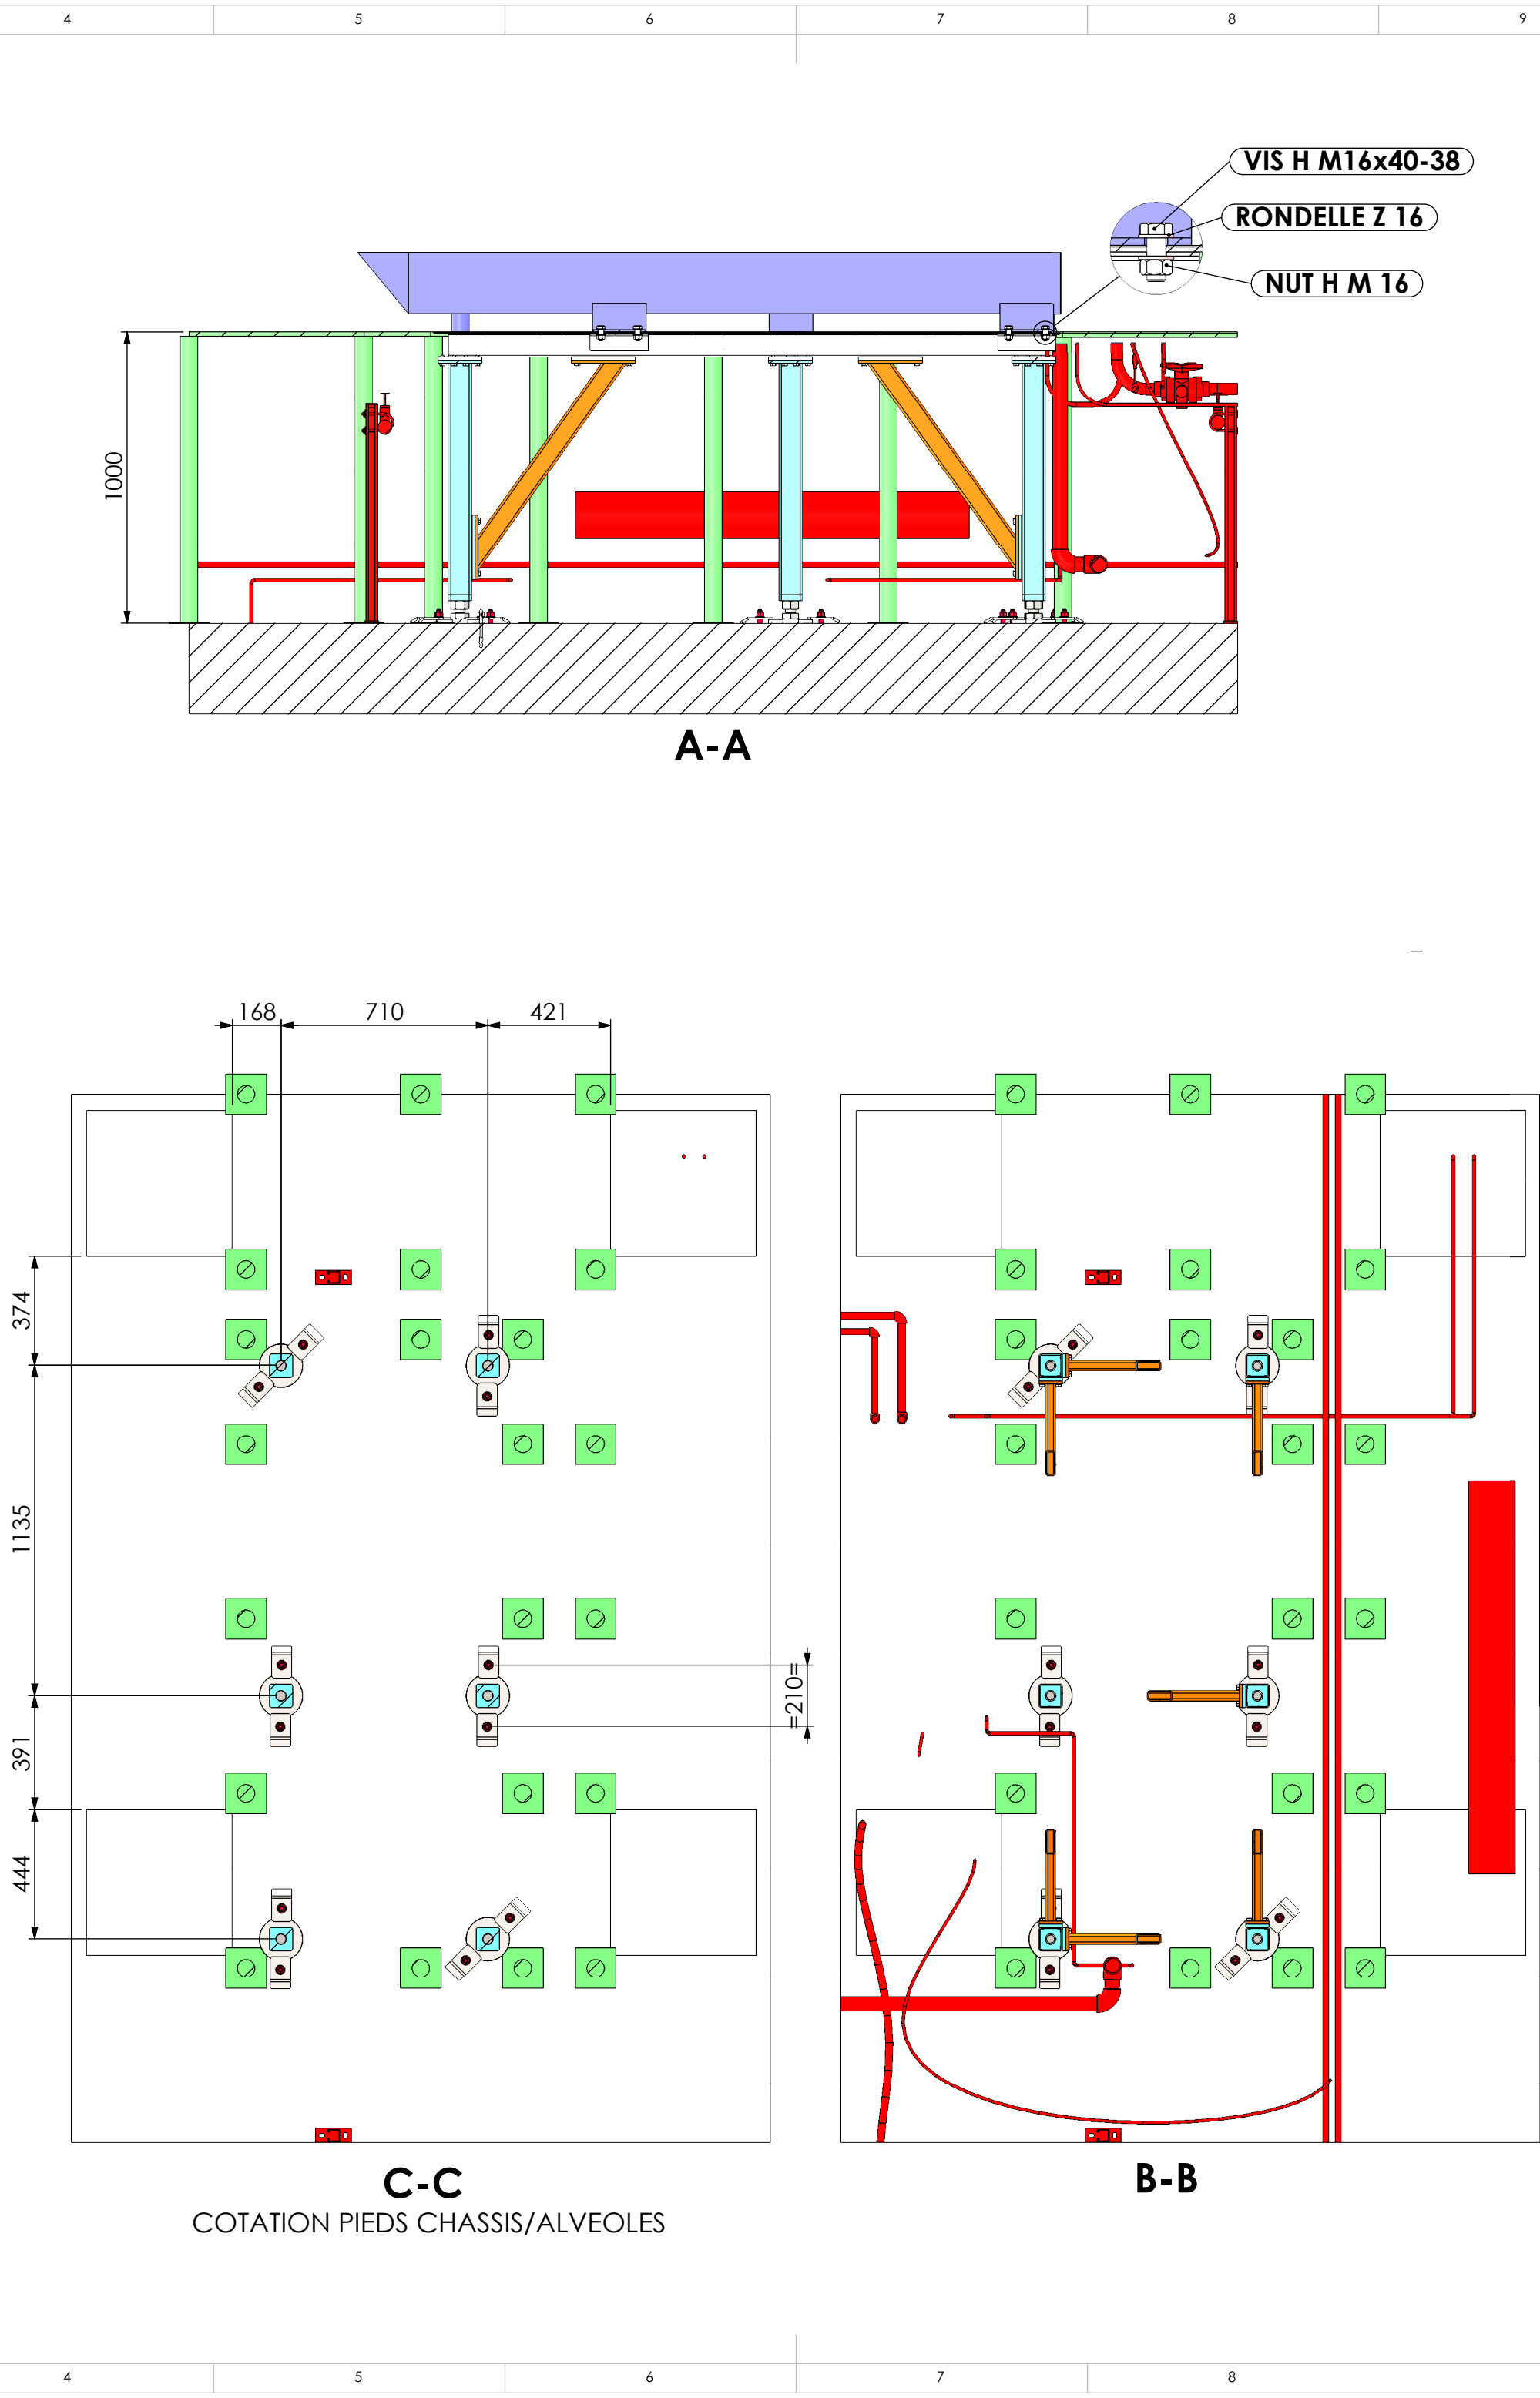 4 5 6 7 8 9
VIS H M16x40-38
RONDELLE Z 16
NUT H M 16
1000
A-A
168 710 421
374
1135
=210=
391
444
C-C
B-B
COTATION PIEDS CHASSIS/ALVEOLES
4 5 6 7 8